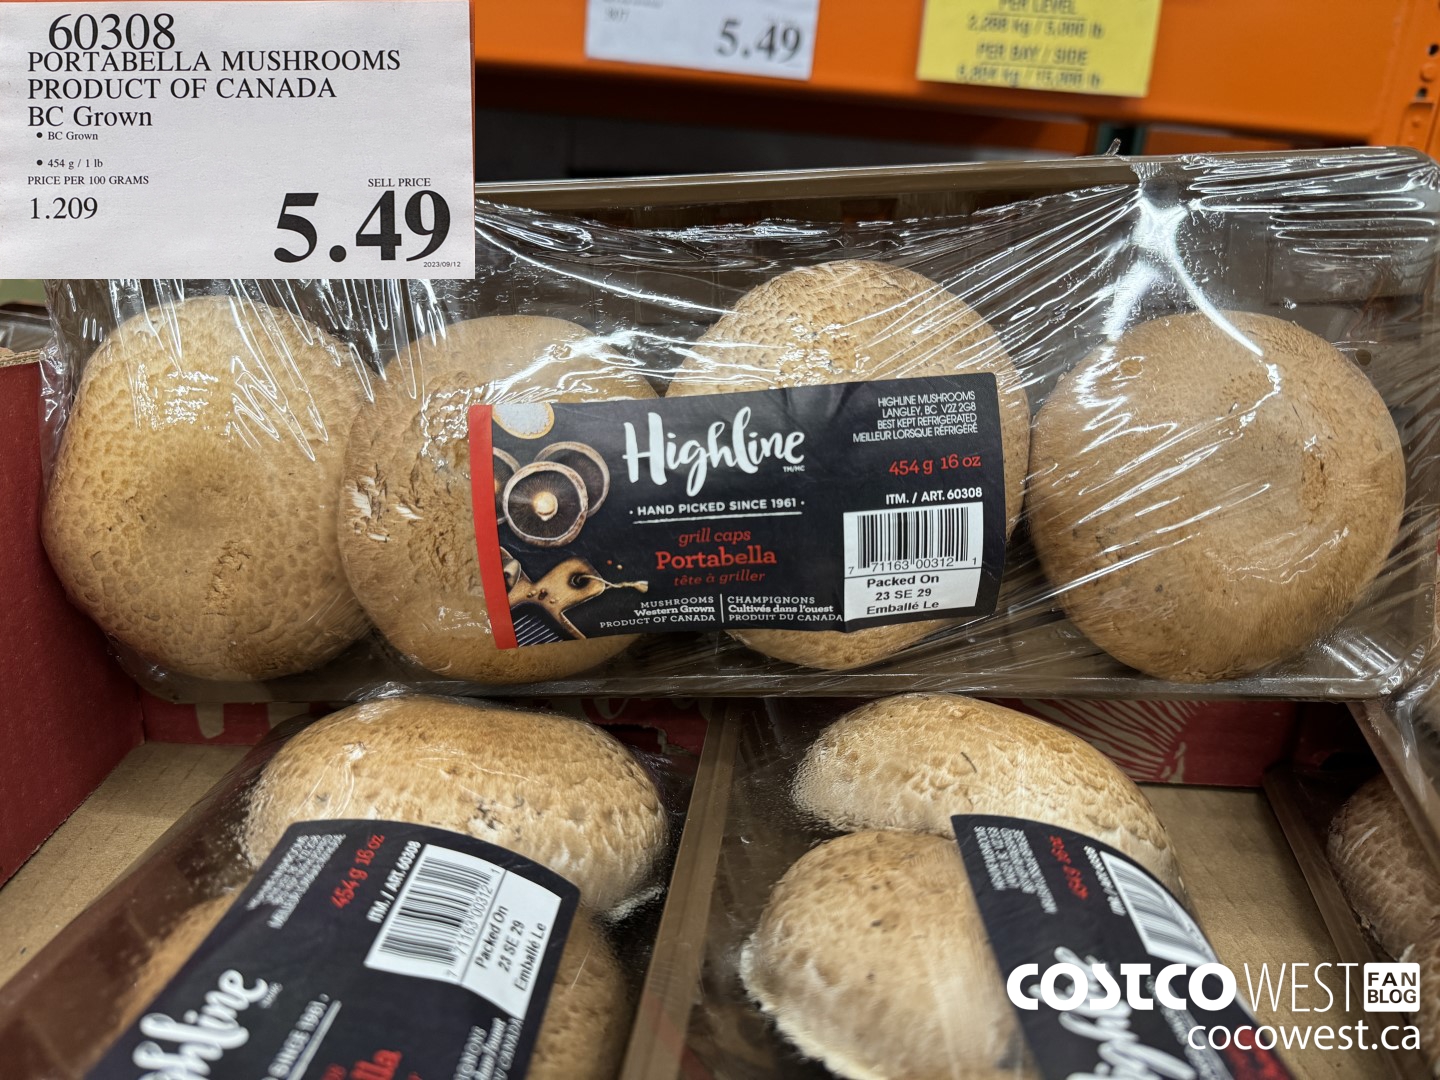 60308
PORTABELLA MUSHROOMS
PRODUCT OF CANADA
BC Grown
• BC Grown
• 454 g / 1 lb
PRICE PER 100 GRAMS
1.209
SELL PRICE
5.49
2023/09/12
5.49
PER LEVEL
PER BAY / SIDE
Highline
TM/MC
• HAND PICKED SINCE 1961 •
grill caps
Portabella
tête à griller
MUSHROOMS
Western Grown
PRODUCT OF CANADA
CHAMPIGNONS
Cultivés dans l'ouest
PRODUIT DU CANADA
HIGHLINE MUSHROOMS
LANGLEY, BC V2Z 2G8
BEST KEPT REFRIGERATED
MEILLEUR LORSQUE RÉFRIGÉRÉ
454 g 16 oz
ITM. / ART. 60308
7 71163 00312 1
Packed On
23 SE 29
Emballé Le
454 g 16 oz
ITM. / ART. 60308
7 71163 00312 1
Packed On
23 SE 29
Emballé Le
COSTCO WEST FAN BLOG
cocowest.ca